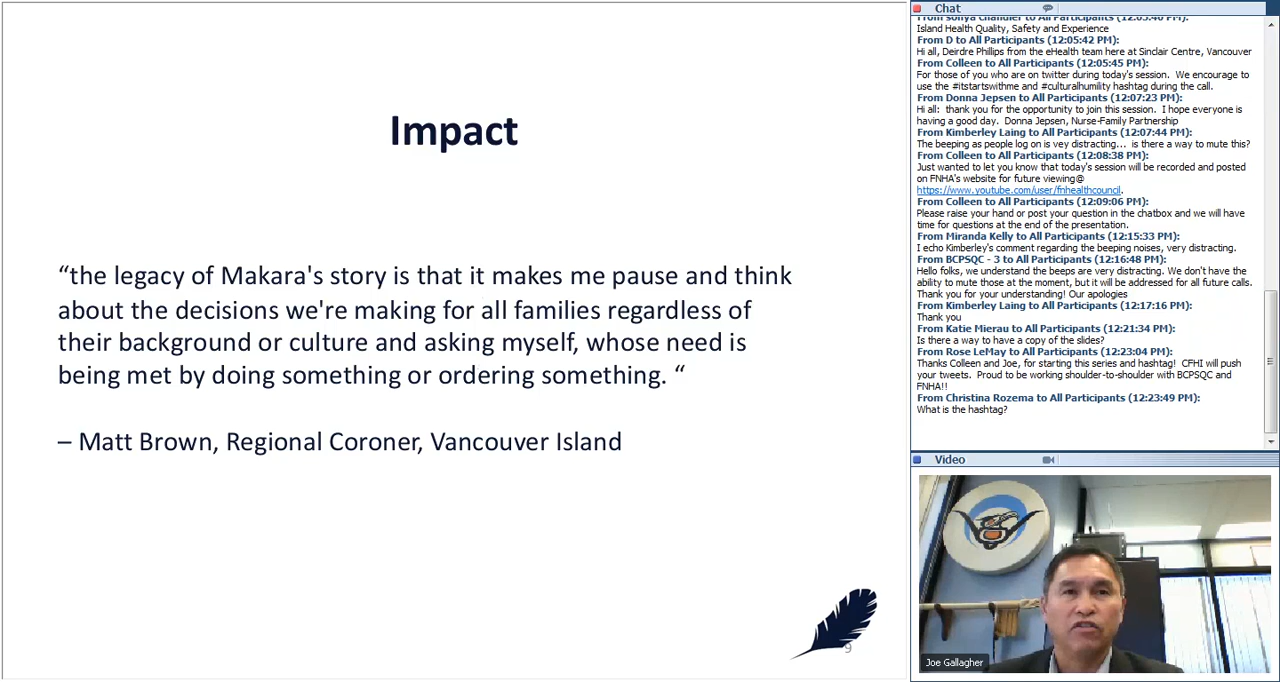 Impact
“the legacy of Makara's story is that it makes me pause and think
about the decisions we're making for all families regardless of
their background or culture and asking myself, whose need is
being met by doing something or ordering something. “
– Matt Brown, Regional Coroner, Vancouver Island
9
Chat
From sonya chandler to All Participants (12:05:40 PM):
Island Health Quality, Safety and Experience
From D to All Participants (12:05:42 PM):
Hi all, Deirdre Phillips from the eHealth team here at Sinclair Centre, Vancouver
From Colleen to All Participants (12:05:45 PM):
For those of you who are on twitter during today's session. We encourage to
use the #itstartswithme and #culturalhumility hashtag during the call.
From Donna Jepsen to All Participants (12:07:23 PM):
Hi all: thank you for the opportunity to join this session. I hope everyone is
having a good day. Donna Jepsen, Nurse-Family Partnership
From Kimberley Laing to All Participants (12:07:44 PM):
The beeping as people log on is vey distracting... is there a way to mute this?
From Colleen to All Participants (12:08:38 PM):
Just wanted to let you know that today's session will be recorded and posted
on FNHA's website for future viewing@
https://www.youtube.com/user/fnhealthcouncil.
From Colleen to All Participants (12:09:06 PM):
Please raise your hand or post your question in the chatbox and we will have
time for questions at the end of the presentation.
From Miranda Kelly to All Participants (12:15:33 PM):
I echo Kimberley's comment regarding the beeping noises, very distracting.
From BCPSQC - 3 to All Participants (12:16:48 PM):
Hello folks, we understand the beeps are very distracting. We don't have the
ability to mute those at the moment, but it will be addressed for all future calls.
Thank you for your understanding! Our apologies
From Kimberley Laing to All Participants (12:17:16 PM):
Thank you
From Katie Mierau to All Participants (12:21:34 PM):
Is there a way to have a copy of the slides?
From Rose LeMay to All Participants (12:23:04 PM):
Thanks Colleen and Joe, for starting this series and hashtag! CFHI will push
your tweets. Proud to be working shoulder-to-shoulder with BCPSQC and
FNHA!!
From Christina Rozema to All Participants (12:23:49 PM):
What is the hashtag?
Video
Joe Gallagher